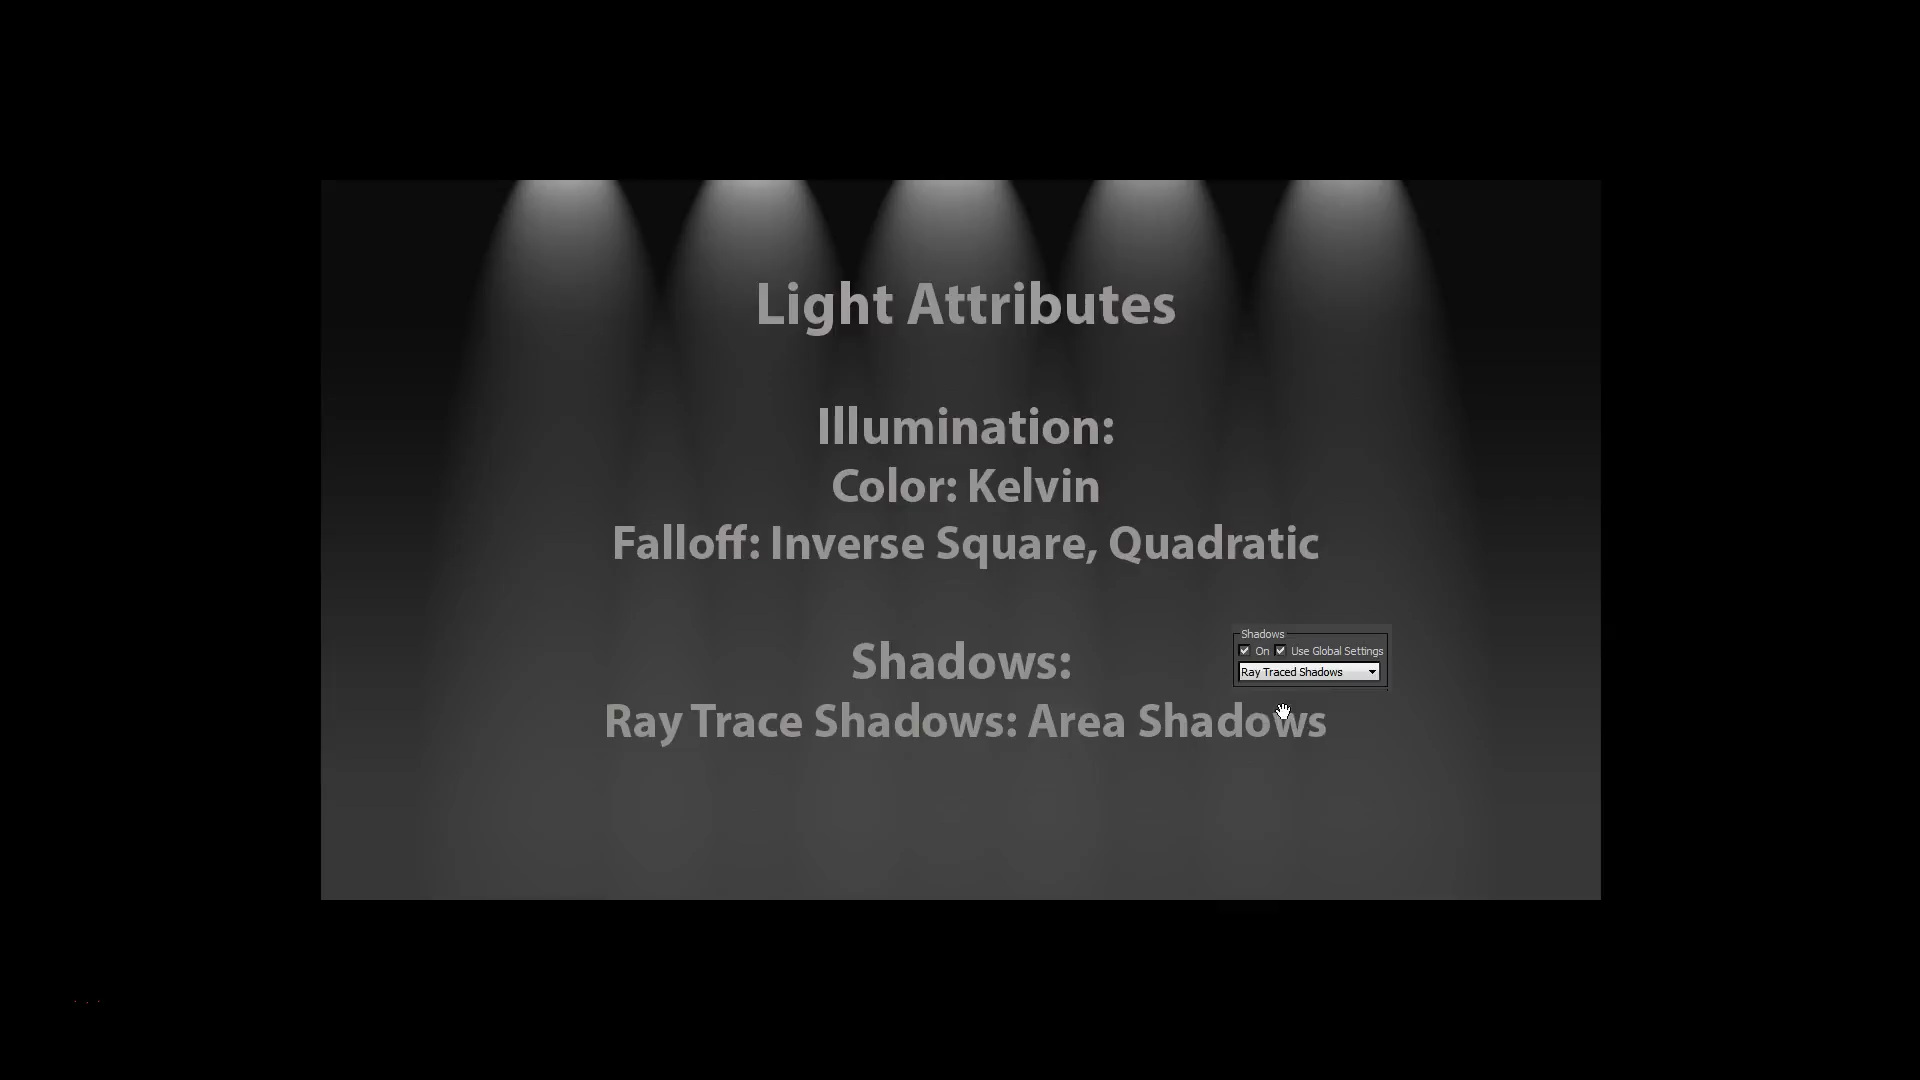 Light Attributes
Illumination:
Color: Kelvin
Falloff: Inverse Square, Quadratic
Shadows:
Ray Trace Shadows: Area Shadows
Shadows
On Use Global Settings
Ray Traced Shadows